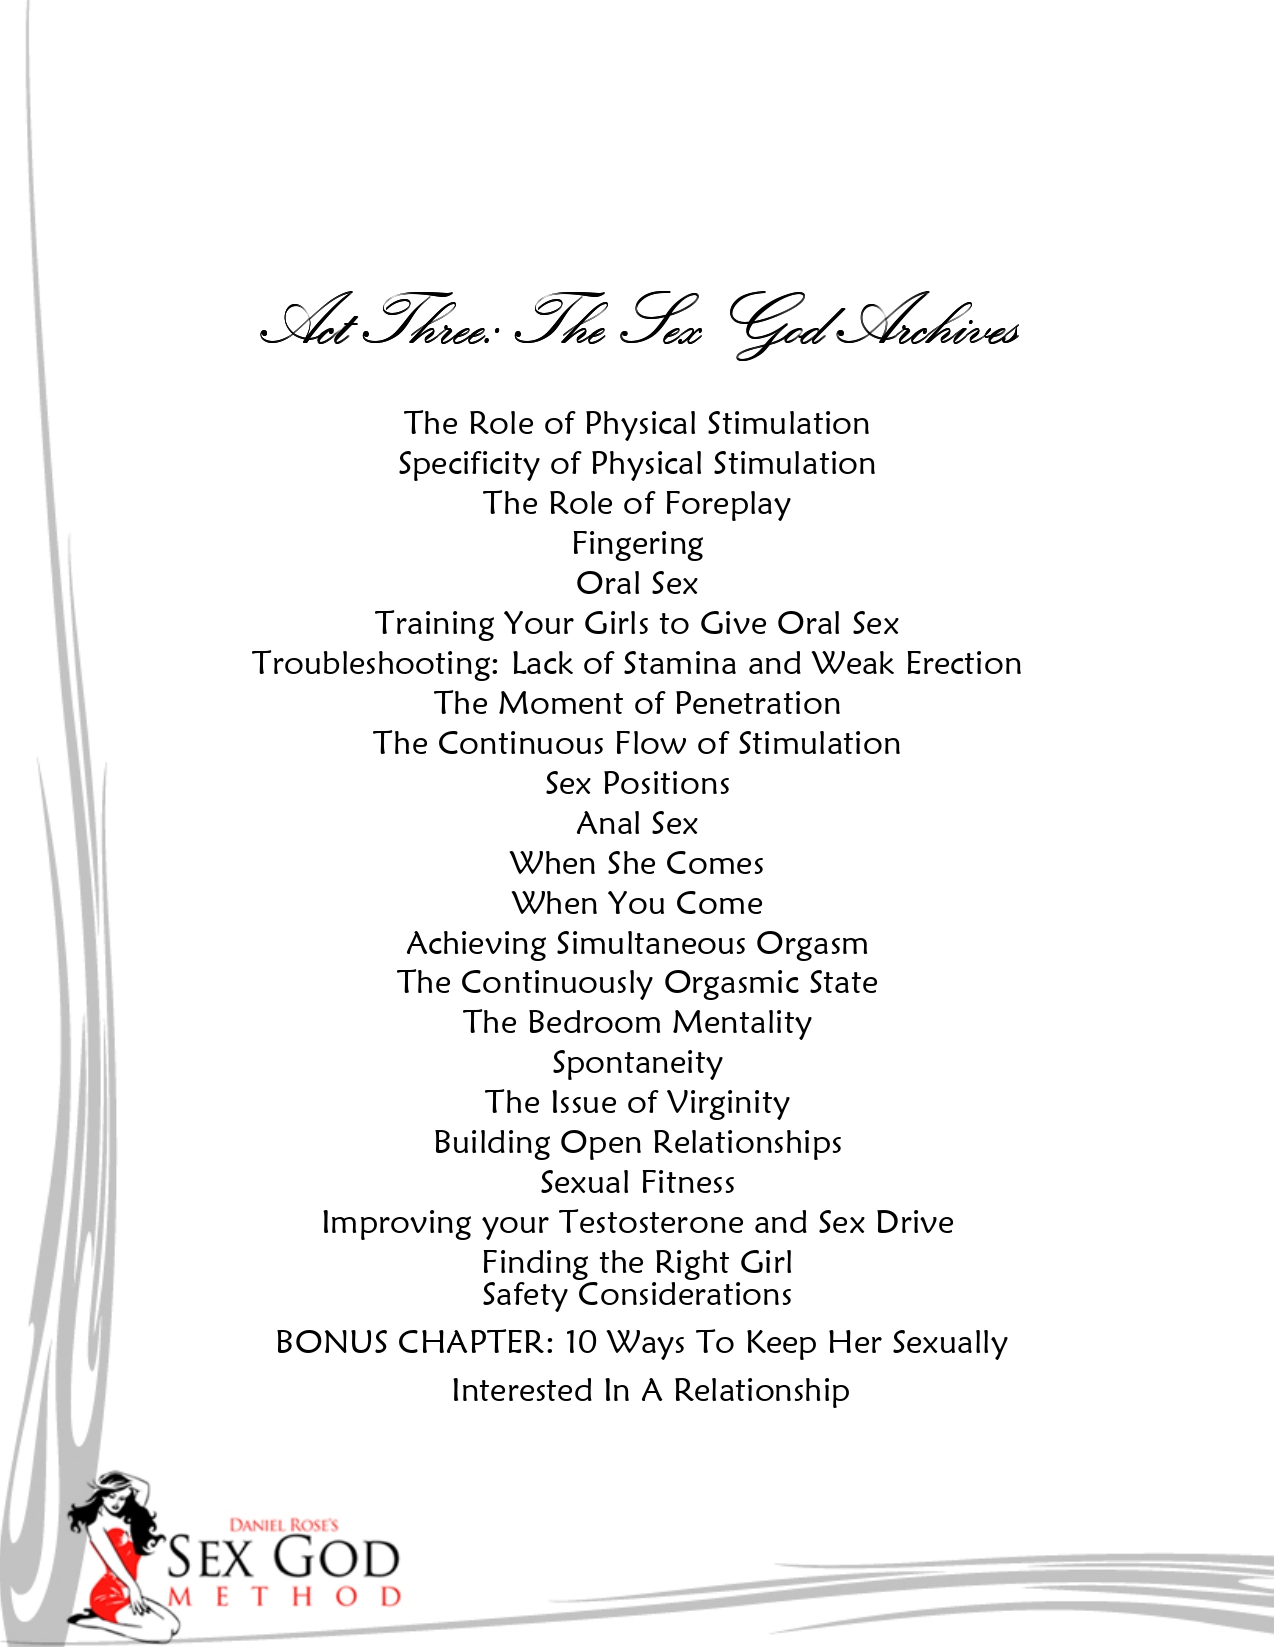 Act Three: The Sex God Archives
The Role of Physical Stimulation
Specificity of Physical Stimulation
The Role of Foreplay
Fingering
Oral Sex
Training Your Girls to Give Oral Sex
Troubleshooting: Lack of Stamina and Weak Erection
The Moment of Penetration
The Continuous Flow of Stimulation
Sex Positions
Anal Sex
When She Comes
When You Come
Achieving Simultaneous Orgasm
The Continuously Orgasmic State
The Bedroom Mentality
Spontaneity
The Issue of Virginity
Building Open Relationships
Sexual Fitness
Improving your Testosterone and Sex Drive
Finding the Right Girl
Safety Considerations
BONUS CHAPTER: 10 Ways To Keep Her Sexually
Interested In A Relationship
DANIEL ROSE'S
SEX GOD
METHOD